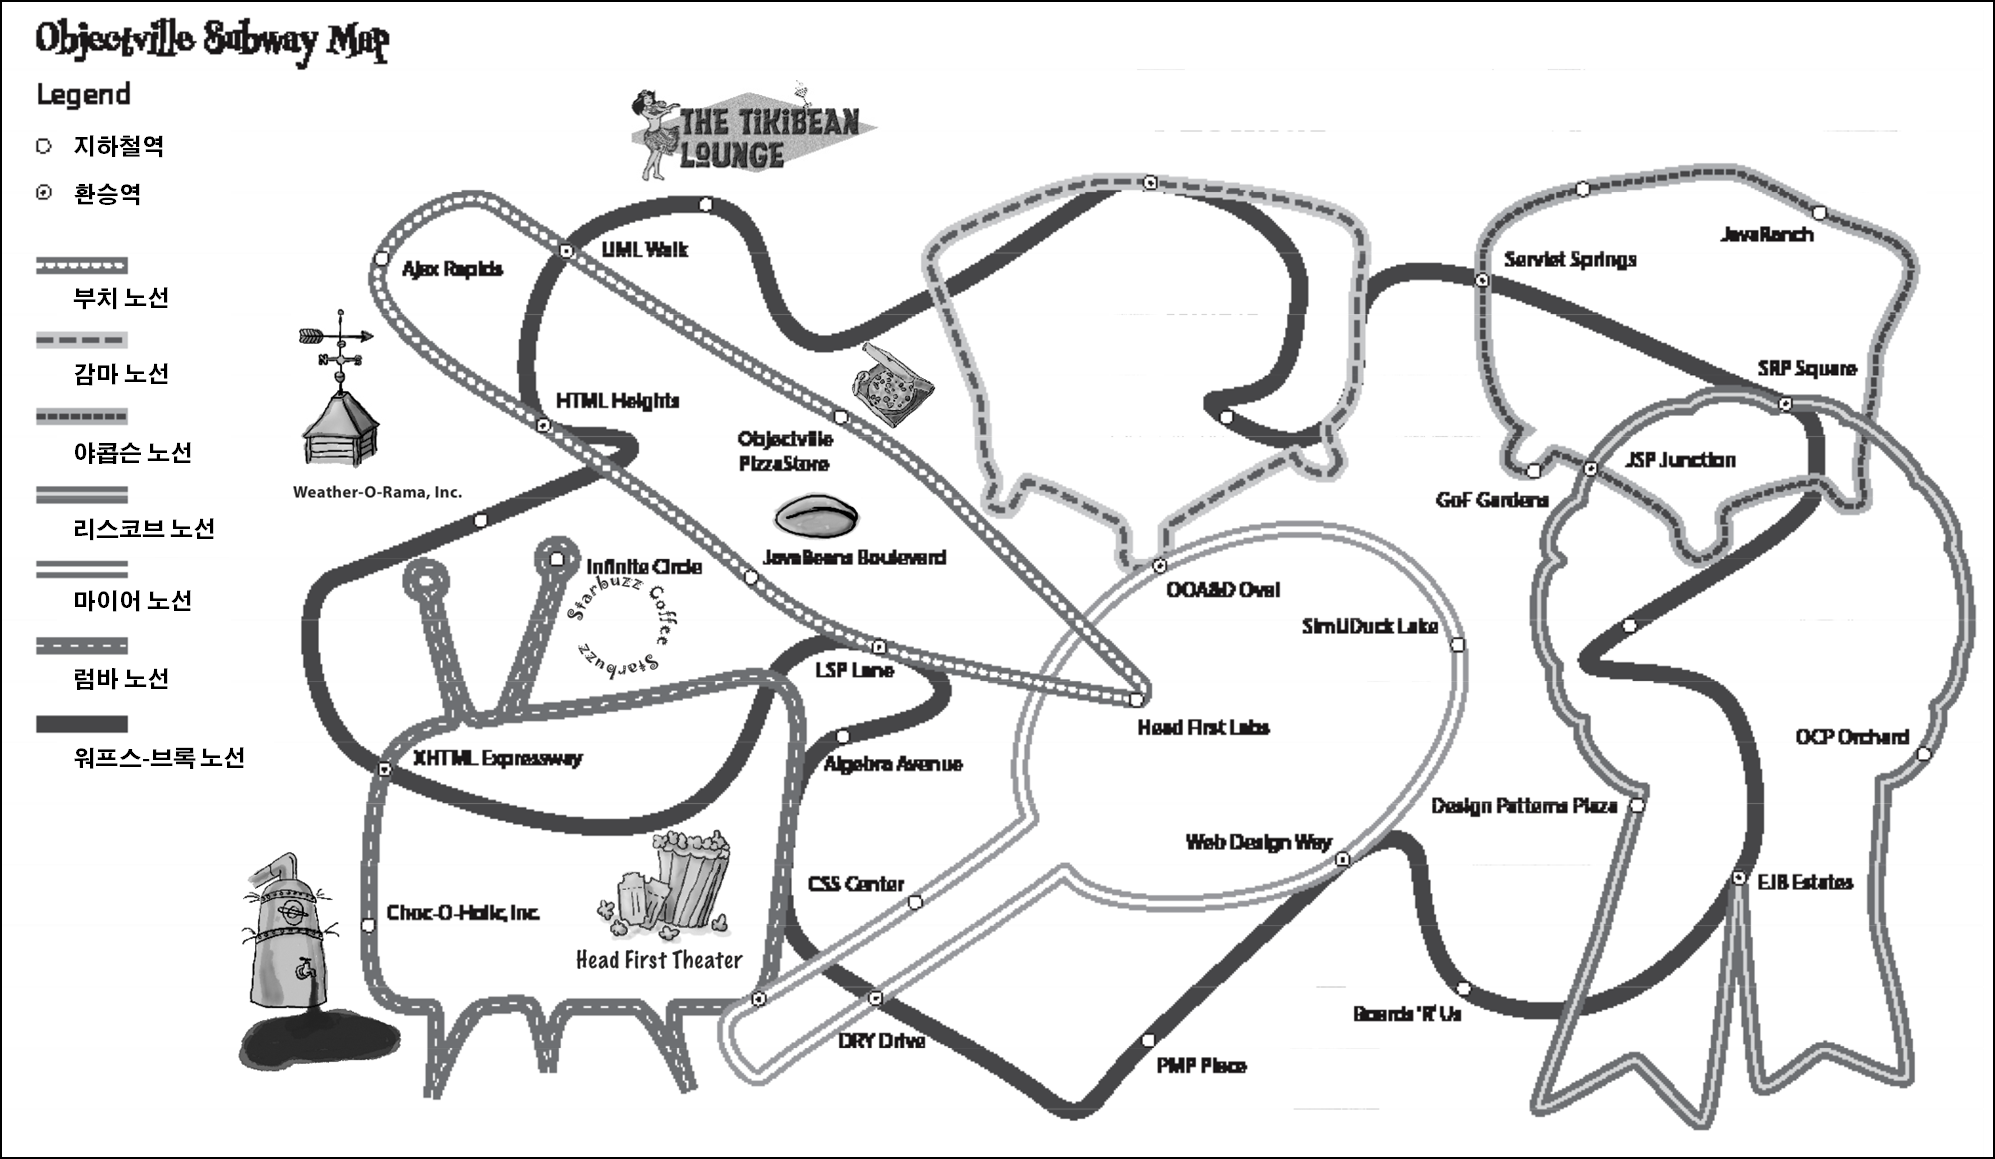 Objectville Subway Map
Legend
지하철역
환승역
부치 노선
감마 노선
야콥슨 노선
리스코브 노선
마이어 노선
럼바 노선
워프스-브록 노선
THE TIKIBEAN
LOUNGE
Ajax Rapids
UML Walk
HTML Heights
Weather-O-Rama, Inc.
Objectville
PizzaStore
JavaBeans Boulevard
Infinite Circle
Starbuzz Coffee Starbuzz
LSP Lane
XHTML Expressway
Algebra Avenue
Head First Labs
OOA&D Oval
SimUDuck Lake
Servlet Springs
JavaRanch
SRP Square
JSP Junction
GoF Gardens
OCP Orchard
Design Patterns Plaza
Web Design Way
EJB Estates
CSS Center
Choc-O-Holic, Inc.
Head First Theater
DRY Drive
PMP Place
Boards 'R' Us
N
S